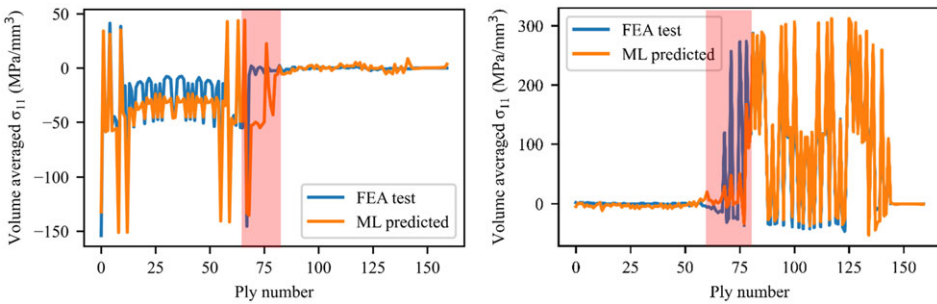 Volume averaged σ11 (MPa/mm³)
50
0
−50
−100
−150
FEA test
ML predicted
0 25 50 75 100 125 150
Ply number
Volume averaged σ11 (MPa/mm³)
300
200
100
0
FEA test
ML predicted
0 25 50 75 100 125 150
Ply number